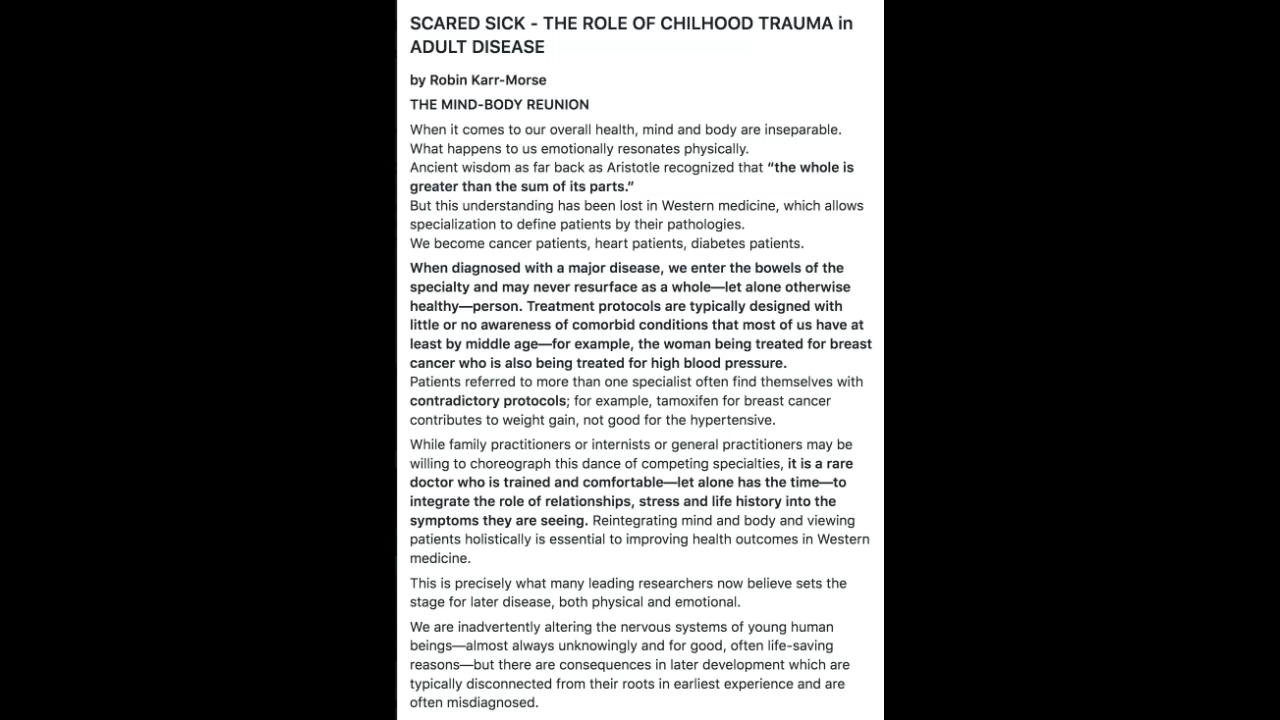 SCARED SICK - THE ROLE OF CHILHOOD TRAUMA in
ADULT DISEASE
by Robin Karr-Morse
THE MIND-BODY REUNION
When it comes to our overall health, mind and body are inseparable.
What happens to us emotionally resonates physically.
Ancient wisdom as far back as Aristotle recognized that “the whole is
greater than the sum of its parts.”
But this understanding has been lost in Western medicine, which allows
specialization to define patients by their pathologies.
We become cancer patients, heart patients, diabetes patients.
When diagnosed with a major disease, we enter the bowels of the
specialty and may never resurface as a whole—let alone otherwise
healthy—person. Treatment protocols are typically designed with
little or no awareness of comorbid conditions that most of us have at
least by middle age—for example, the woman being treated for breast
cancer who is also being treated for high blood pressure.
Patients referred to more than one specialist often find themselves with
contradictory protocols; for example, tamoxifen for breast cancer
contributes to weight gain, not good for the hypertensive.
While family practitioners or internists or general practitioners may be
willing to choreograph this dance of competing specialties, it is a rare
doctor who is trained and comfortable—let alone has the time—to
integrate the role of relationships, stress and life history into the
symptoms they are seeing. Reintegrating mind and body and viewing
patients holistically is essential to improving health outcomes in Western
medicine.
This is precisely what many leading researchers now believe sets the
stage for later disease, both physical and emotional.
We are inadvertently altering the nervous systems of young human
beings—almost always unknowingly and for good, often life-saving
reasons—but there are consequences in later development which are
typically disconnected from their roots in earliest experience and are
often misdiagnosed.